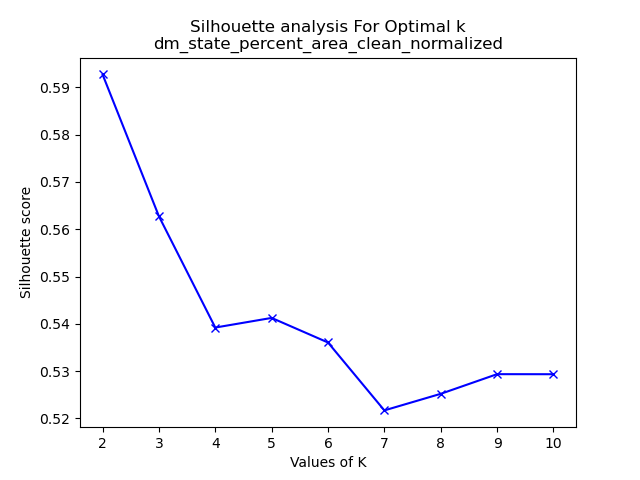 Silhouette analysis For Optimal k
dm_state_percent_area_clean_normalized
Silhouette score
0.59
0.58
0.57
0.56
0.55
0.54
0.53
0.52
2 3 4 5 6 7 8 9 10
Values of K